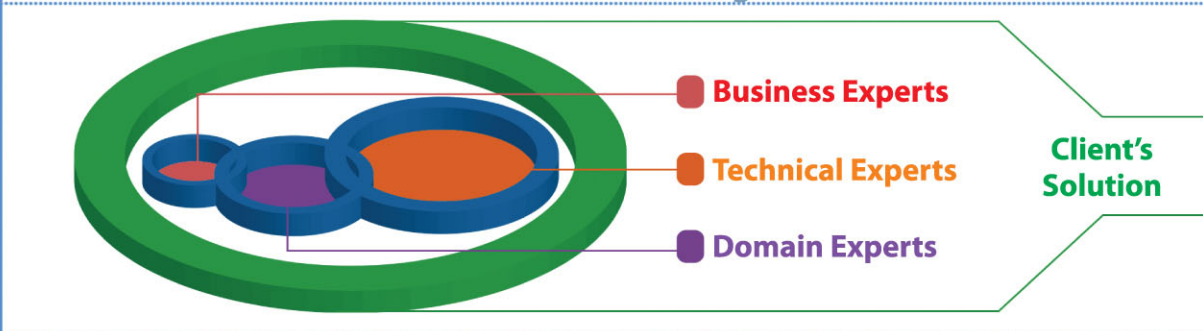 Business Experts
Technical Experts
Domain Experts
Client's
Solution